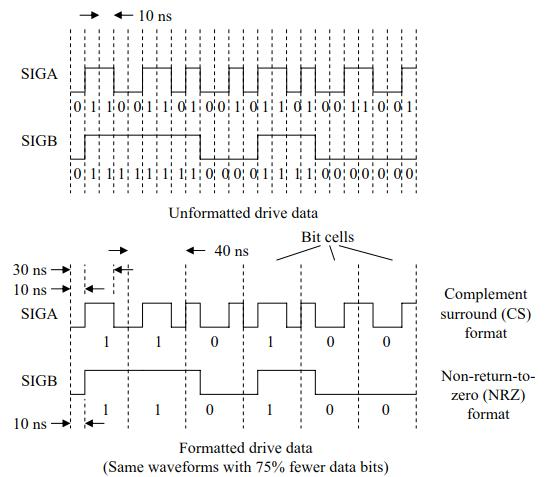 10 ns
SIGA
0 1 1 0 0 1 1 0 1 0 0 1 0 1 1 0 1 0 0 1 1 0 0 1
SIGB
0 1 1 1 1 1 1 1 1 0 0 0 0 1 1 1 1 0 0 0 0 0 0 0
Unformatted drive data
Bit cells
40 ns
30 ns
10 ns
SIGA
1 1 0 1 0 0
Complement
surround (CS)
format
SIGB
1 1 0 1 0 0
Non-return-to-
zero (NRZ)
format
10 ns
Formatted drive data
(Same waveforms with 75% fewer data bits)